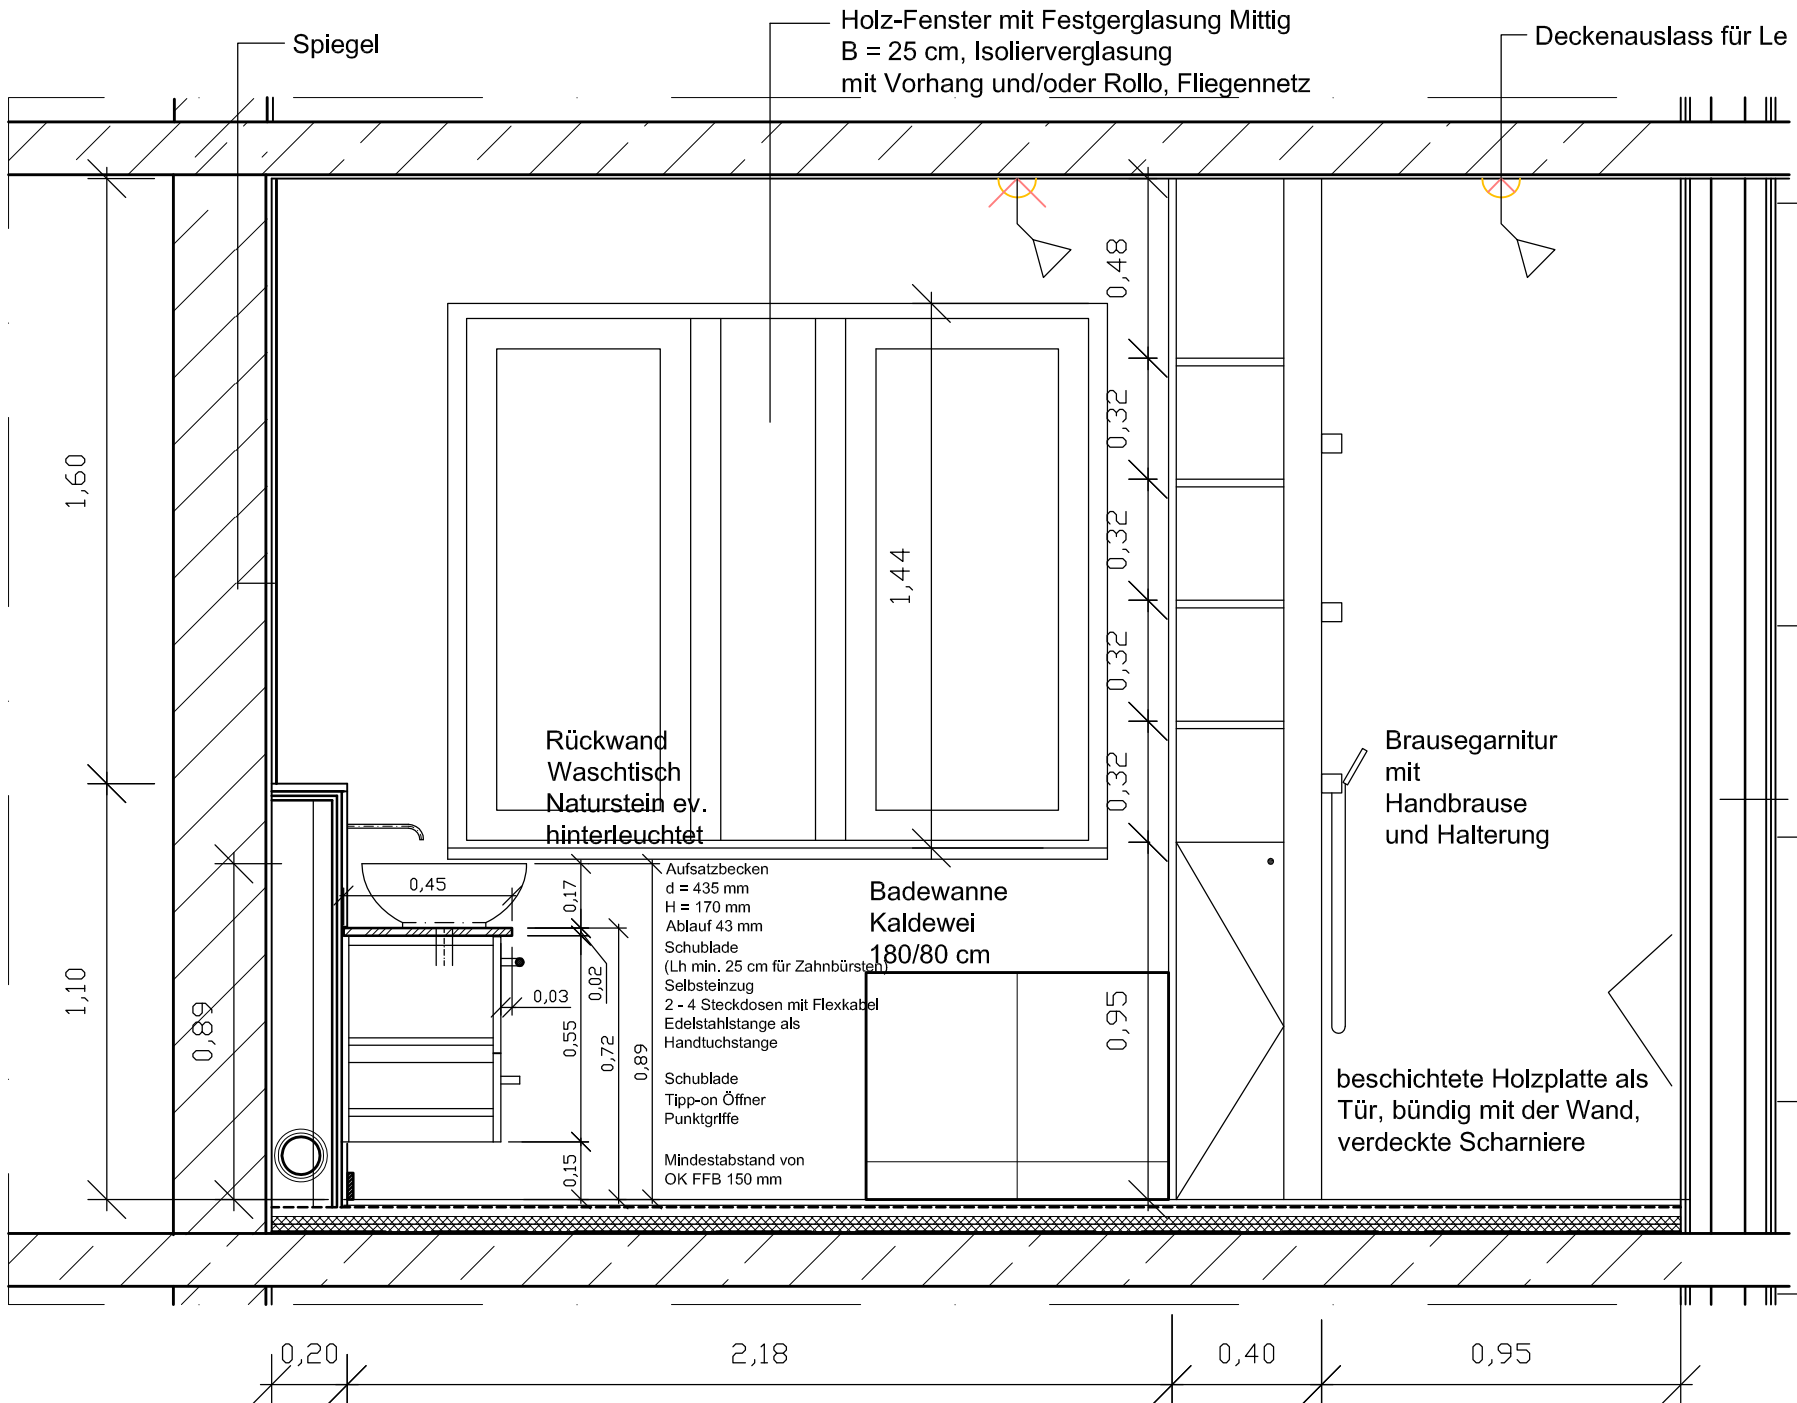 Holz-Fenster mit Festgerglasung Mittig
B = 25 cm, Isolierverglasung
mit Vorhang und/oder Rollo, Fliegennetz
Spiegel
Deckenauslass für Le
0,48
0,32
0,32
0,32
0,32
0,95
1,60
1,10
0,89
1,44
Rückwand
Waschtisch
Naturstein ev.
hinterleuchtet
Brausegarnitur
mit
Handbrause
und Halterung
0,45
0,17
0,02
0,03
0,55
0,72
0,89
0,15
Aufsatzbecken
d = 435 mm
H = 170 mm
Ablauf 43 mm
Schublade
(Lh min. 25 cm für Zahnbürsten)
Selbsteinzug
2 - 4 Steckdosen mit Flexkabel
Edelstahlstange als
Handtuchstange
Schublade
Tipp-on Öffner
Punktgriffe
Mindestabstand von
OK FFB 150 mm
Badewanne
Kaldewei
180/80 cm
beschichtete Holzplatte als
Tür, bündig mit der Wand,
verdeckte Scharniere
0,20
2,18
0,40
0,95